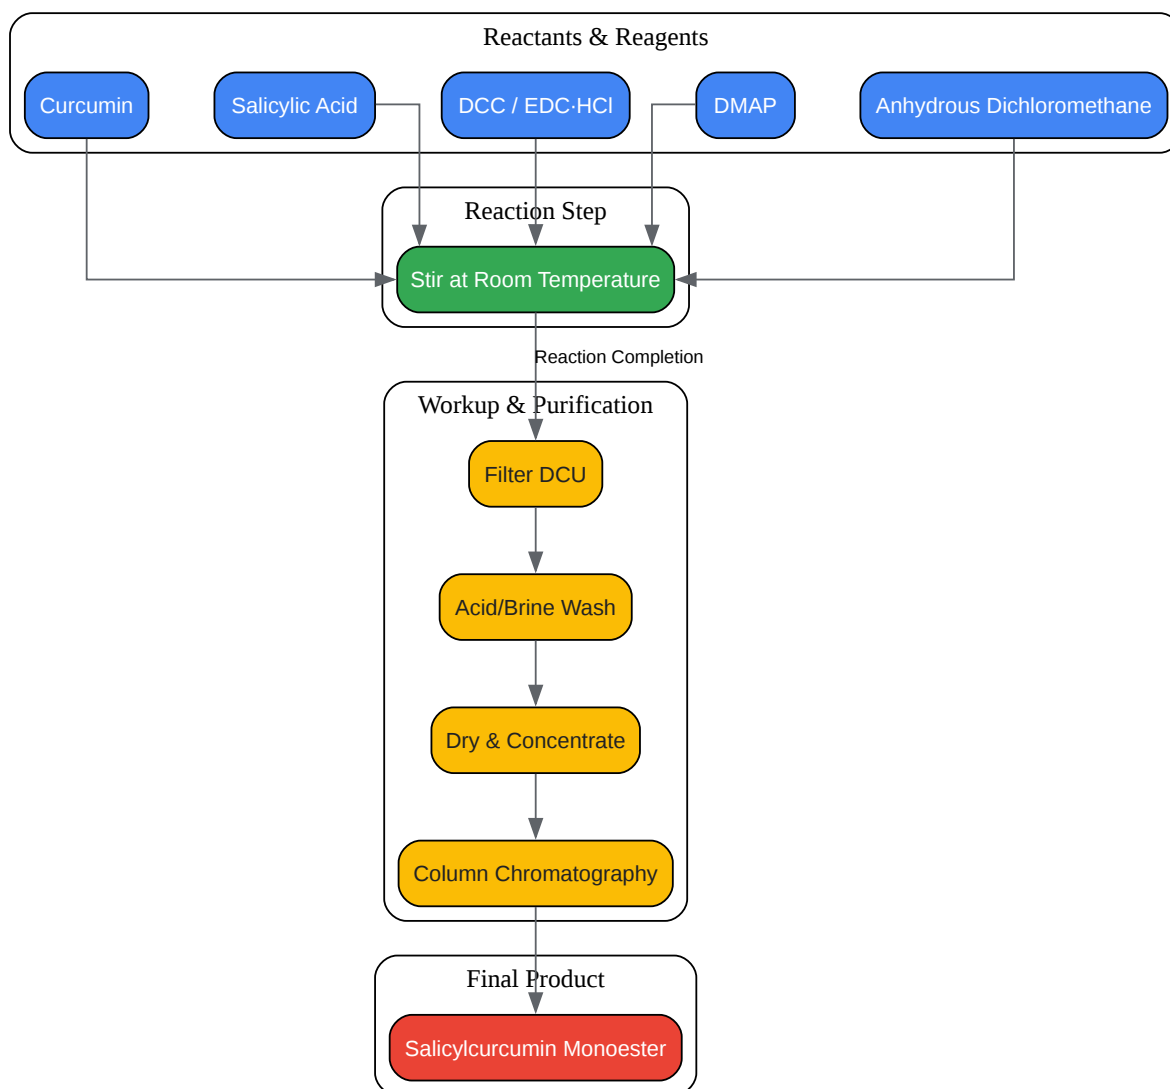 Reactants & Reagents
Curcumin
Salicylic Acid
DCC / EDC·HCl
DMAP
Anhydrous Dichloromethane
Reaction Step
Stir at Room Temperature
Reaction Completion
Workup & Purification
Filter DCU
Acid/Brine Wash
Dry & Concentrate
Column Chromatography
Final Product
Salicylcurcumin Monoester